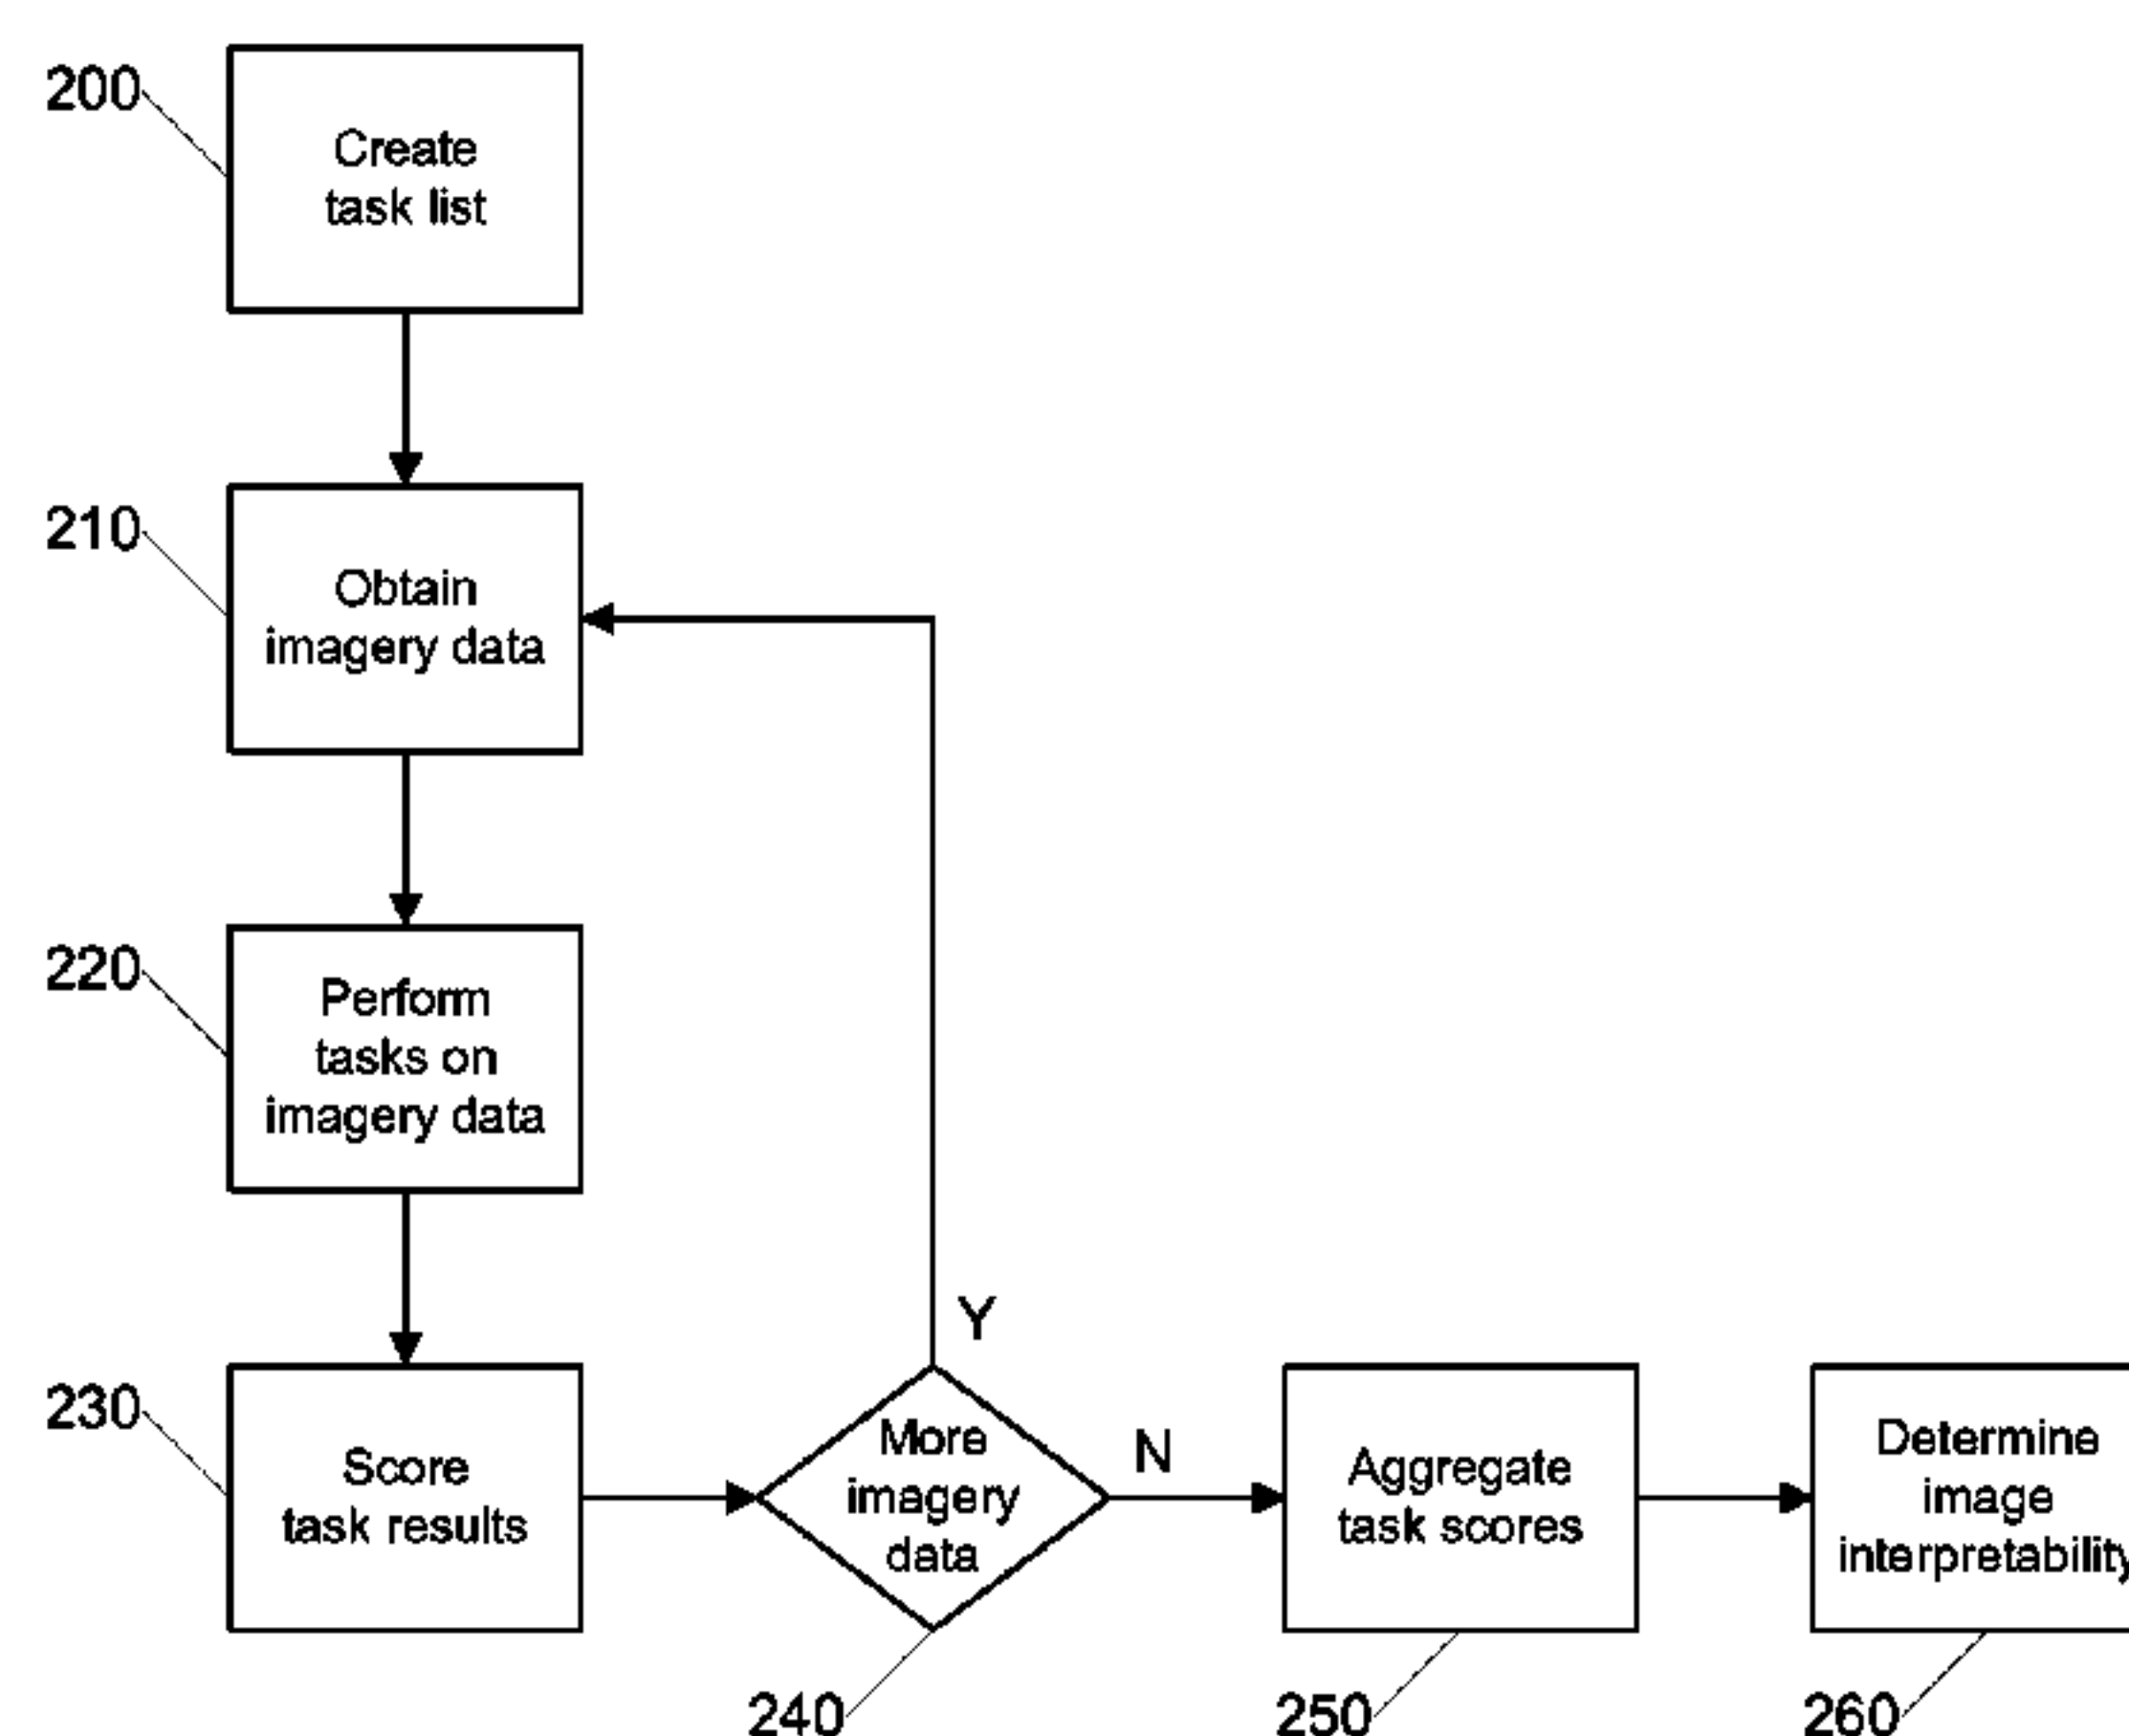 200
Create
task list
210
Obtain
imagery data
220
Perform
tasks on
imagery data
230
Score
task results
Y
More
imagery
data
N
240
Aggregate
task scores
250
Determine
image
interpretability
260